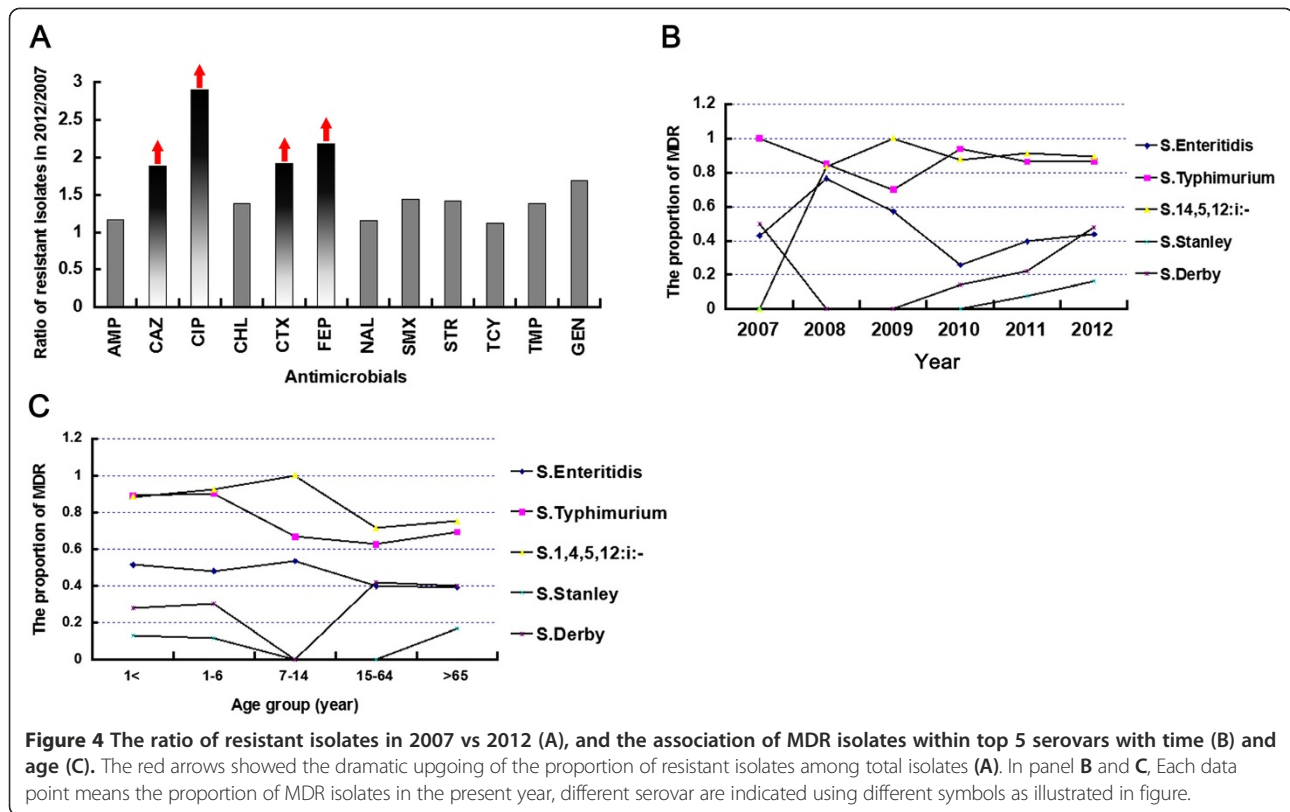 A
Ratio of resistant isolates in 2012/2007
3
2.5
2
1.5
1
0.5
0
AMP
CAZ
CIP
CHL
CTX
FEP
NAL
SMX
STR
TCY
TMP
GEN
Antimicrobials
B
The proportion of MDR
1.2
1
0.8
0.6
0.4
0.2
0
2007 2008 2009 2010 2011 2012
Year
S.Enteritidis
S.Typhimurium
S.14,5,12:i:-
S.Stanley
S.Derby
C
The proportion of MDR
1.2
1
0.8
0.6
0.4
0.2
0
1< 1-6 7-14 15-64 >65
Age group (year)
S.Enteritidis
S.Typhimurium
S.1,4,5,12:i:-
S.Stanley
S.Derby
Figure 4 The ratio of resistant isolates in 2007 vs 2012 (A), and the association of MDR isolates within top 5 serovars with time (B) and
age (C). The red arrows showed the dramatic upgoing of the proportion of resistant isolates among total isolates (A). In panel B and C, Each data
point means the proportion of MDR isolates in the present year, different serovar are indicated using different symbols as illustrated in figure.